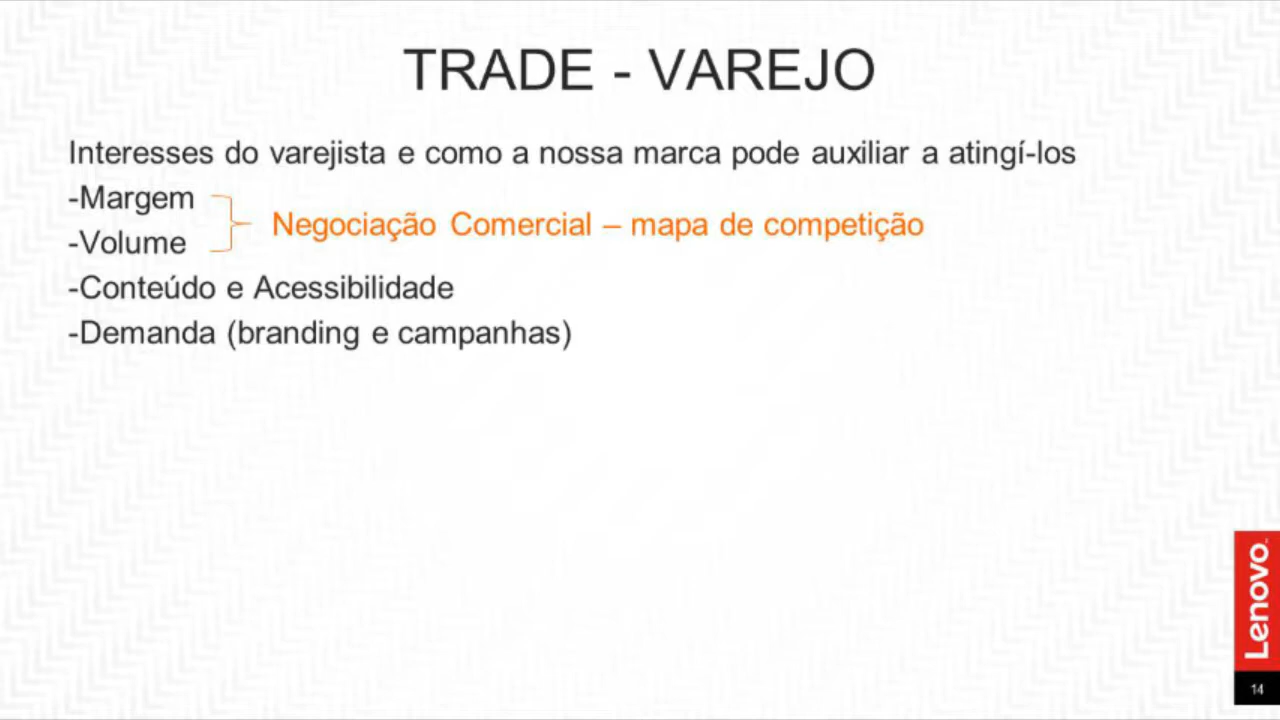 TRADE - VAREJO
Interesses do varejista e como a nossa marca pode auxiliar a atingí-los
-Margem
Negociação Comercial – mapa de competição
-Volume
-Conteúdo e Acessibilidade
-Demanda (branding e campanhas)
Lenovo
14